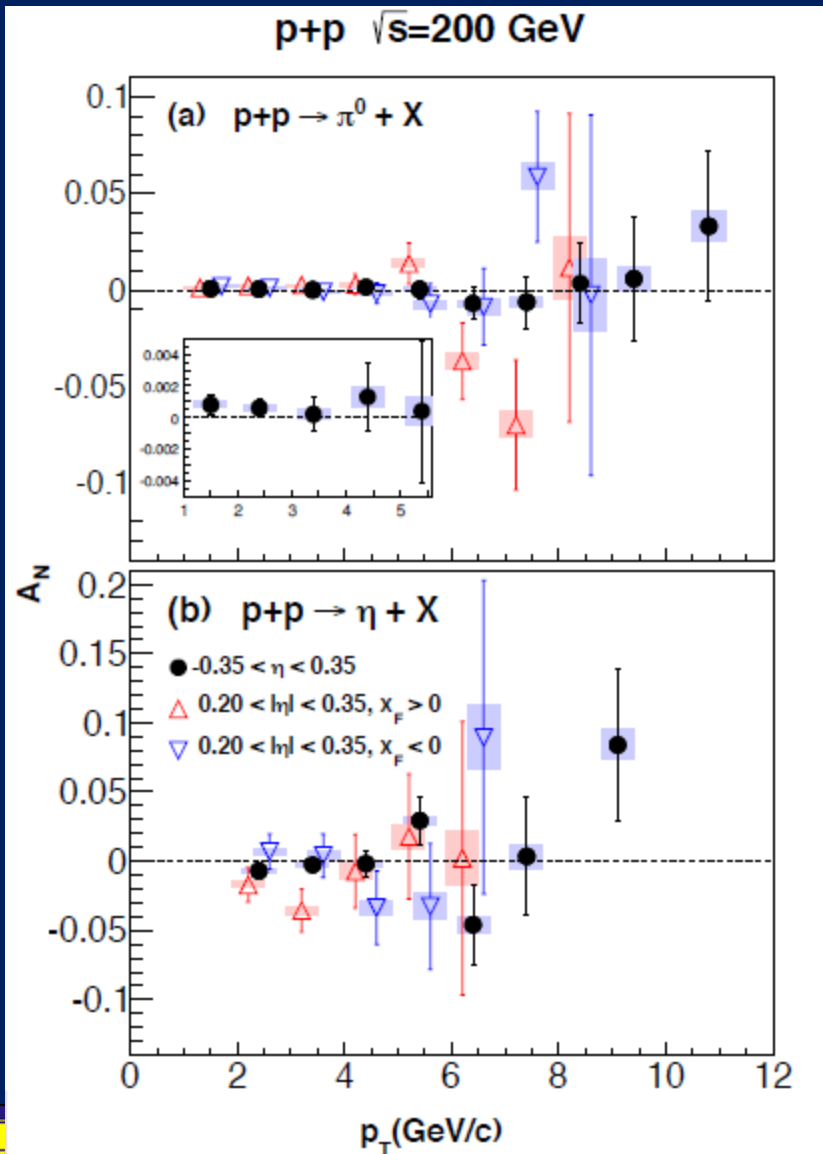 p+p √s=200 GeV
(a) p+p → π⁰ + X
0.1
0.05
0
-0.05
-0.1
0.004
0.002
0
-0.002
-0.004
1 2 3 4 5
A_N
(b) p+p → η + X
-0.35 < η < 0.35
0.20 < |η| < 0.35, x_F > 0
0.20 < |η| < 0.35, x_F < 0
0.2
0.15
0.1
0.05
0
-0.05
-0.1
0 2 4 6 8 10 12
p_T(GeV/c)